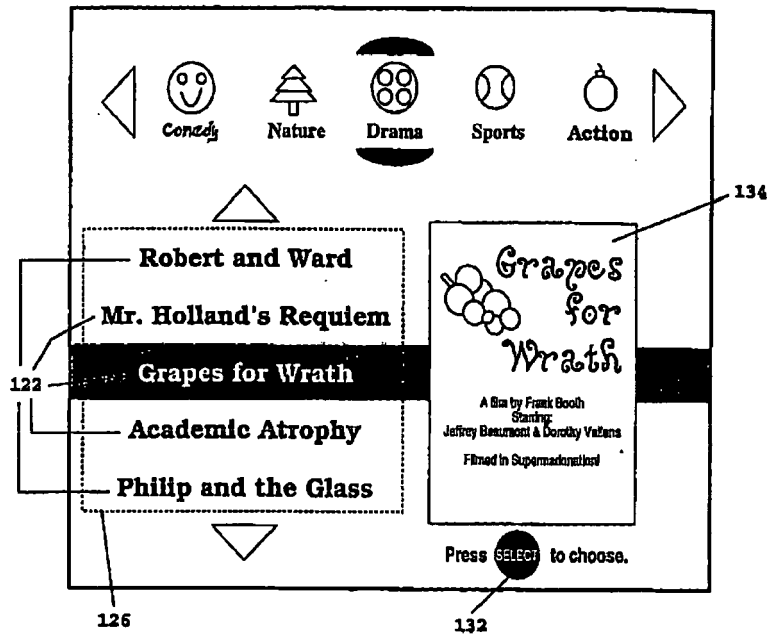 Comedy Nature Drama Sports Action
134
Robert and Ward
Mr. Holland's Requiem
122
Grapes for Wrath
Academic Atrophy
Philip and the Glass
Grapes
for
Wrath
A film by Frank Booth
Starring:
Jeffrey Beaumont & Dorothy Vallens
Filmed in Supermadonation!
Press SELECT to choose.
126
132